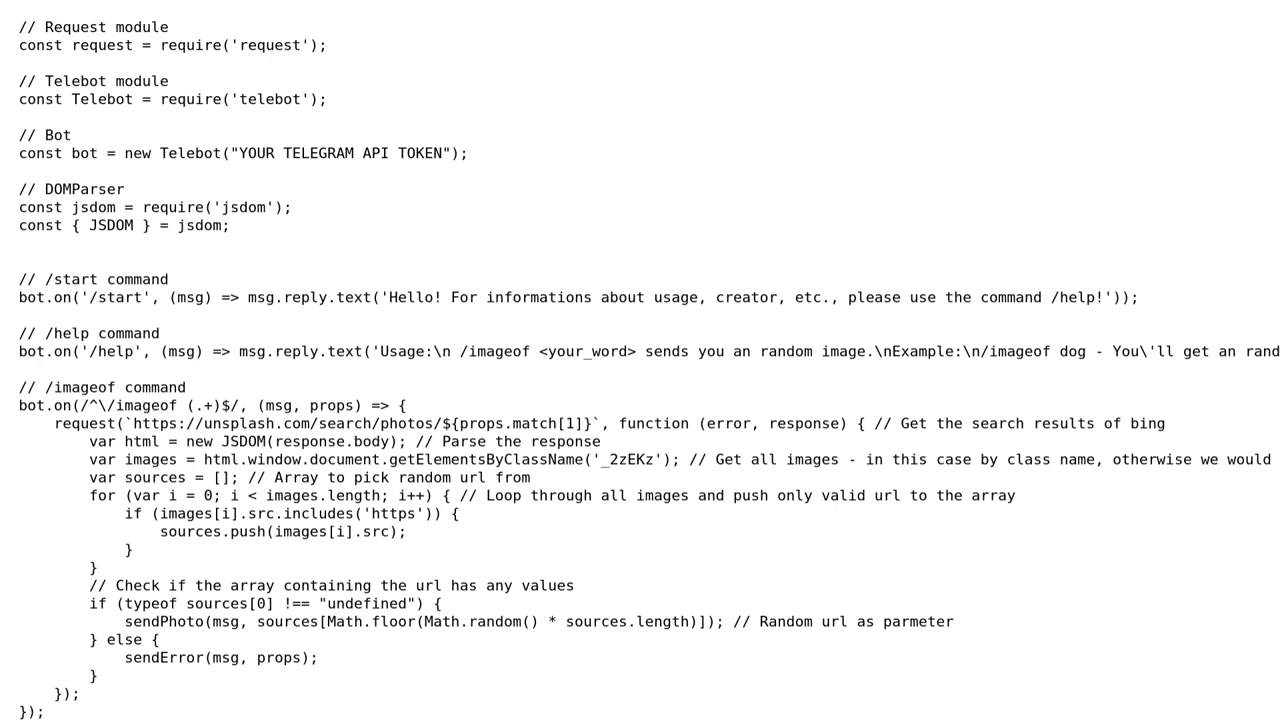 // Request module
const request = require('request');

// Telebot module
const Telebot = require('telebot');

// Bot
const bot = new Telebot("YOUR TELEGRAM API TOKEN");

// DOMParser
const jsdom = require('jsdom');
const { JSDOM } = jsdom;


// /start command
bot.on('/start', (msg) => msg.reply.text('Hello! For informations about usage, creator, etc., please use the command /help!'));

// /help command
bot.on('/help', (msg) => msg.reply.text('Usage:\n /imageof <your_word> sends you an random image.\nExample:\n/imageof dog - You\'ll get an rand

// /imageof command
bot.on(/^\/imageof (.+)$/, (msg, props) => {
    request(`https://unsplash.com/search/photos/${props.match[1]}`, function (error, response) { // Get the search results of bing
        var html = new JSDOM(response.body); // Parse the response
        var images = html.window.document.getElementsByClassName('_2zEKz'); // Get all images - in this case by class name, otherwise we would
        var sources = []; // Array to pick random url from
        for (var i = 0; i < images.length; i++) { // Loop through all images and push only valid url to the array
            if (images[i].src.includes('https')) {
                sources.push(images[i].src);
            }
        }
        // Check if the array containing the url has any values
        if (typeof sources[0] !== "undefined") {
            sendPhoto(msg, sources[Math.floor(Math.random() * sources.length)]); // Random url as parmeter
        } else {
            sendError(msg, props);
        }
    });
});